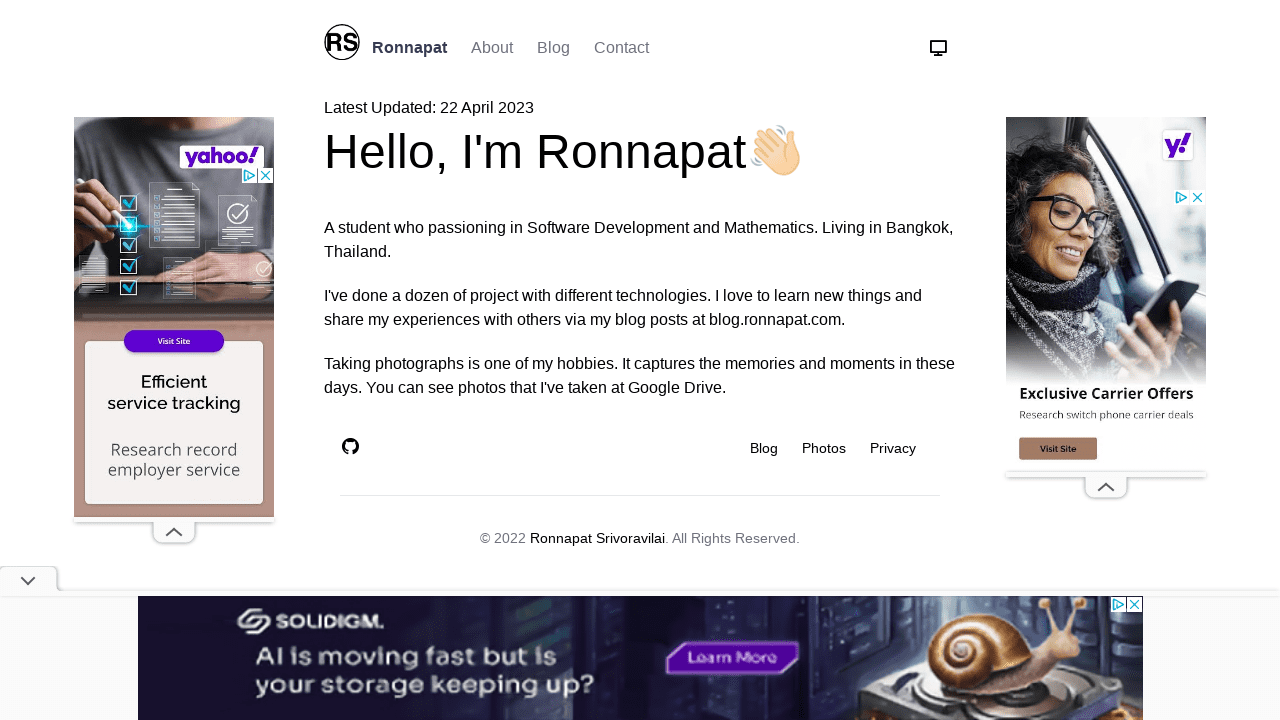 RS Ronnapat About Blog Contact
Latest Updated: 22 April 2023
Hello, I'm Ronnapat
A student who passioning in Software Development and Mathematics. Living in Bangkok,
Thailand.
I've done a dozen of project with different technologies. I love to learn new things and
share my experiences with others via my blog posts at blog.ronnapat.com.
Taking photographs is one of my hobbies. It captures the memories and moments in these
days. You can see photos that I've taken at Google Drive.
Blog Photos Privacy
© 2022 Ronnapat Srivoravilai. All Rights Reserved.
yahoo!
Visit Site
Efficient
service tracking
Research record
employer service
y!
Exclusive Carrier Offers
Research switch phone carrier deals
Visit Site
SOLIDIGM.
AI is moving fast but is
your storage keeping up?
Learn More